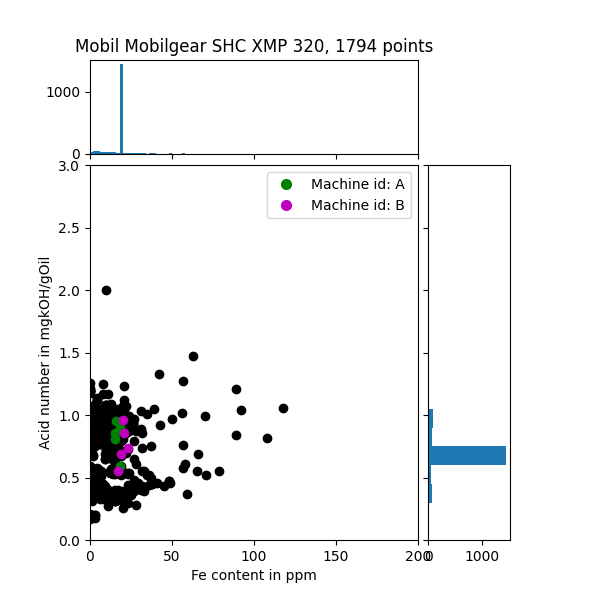 Mobil Mobilgear SHC XMP 320, 1794 points
1000
0
3.0
2.5
2.0
1.5
1.0
0.5
0.0
Acid number in mgkOH/gOil
Machine id: A
Machine id: B
0 50 100 150 200
0 1000
Fe content in ppm